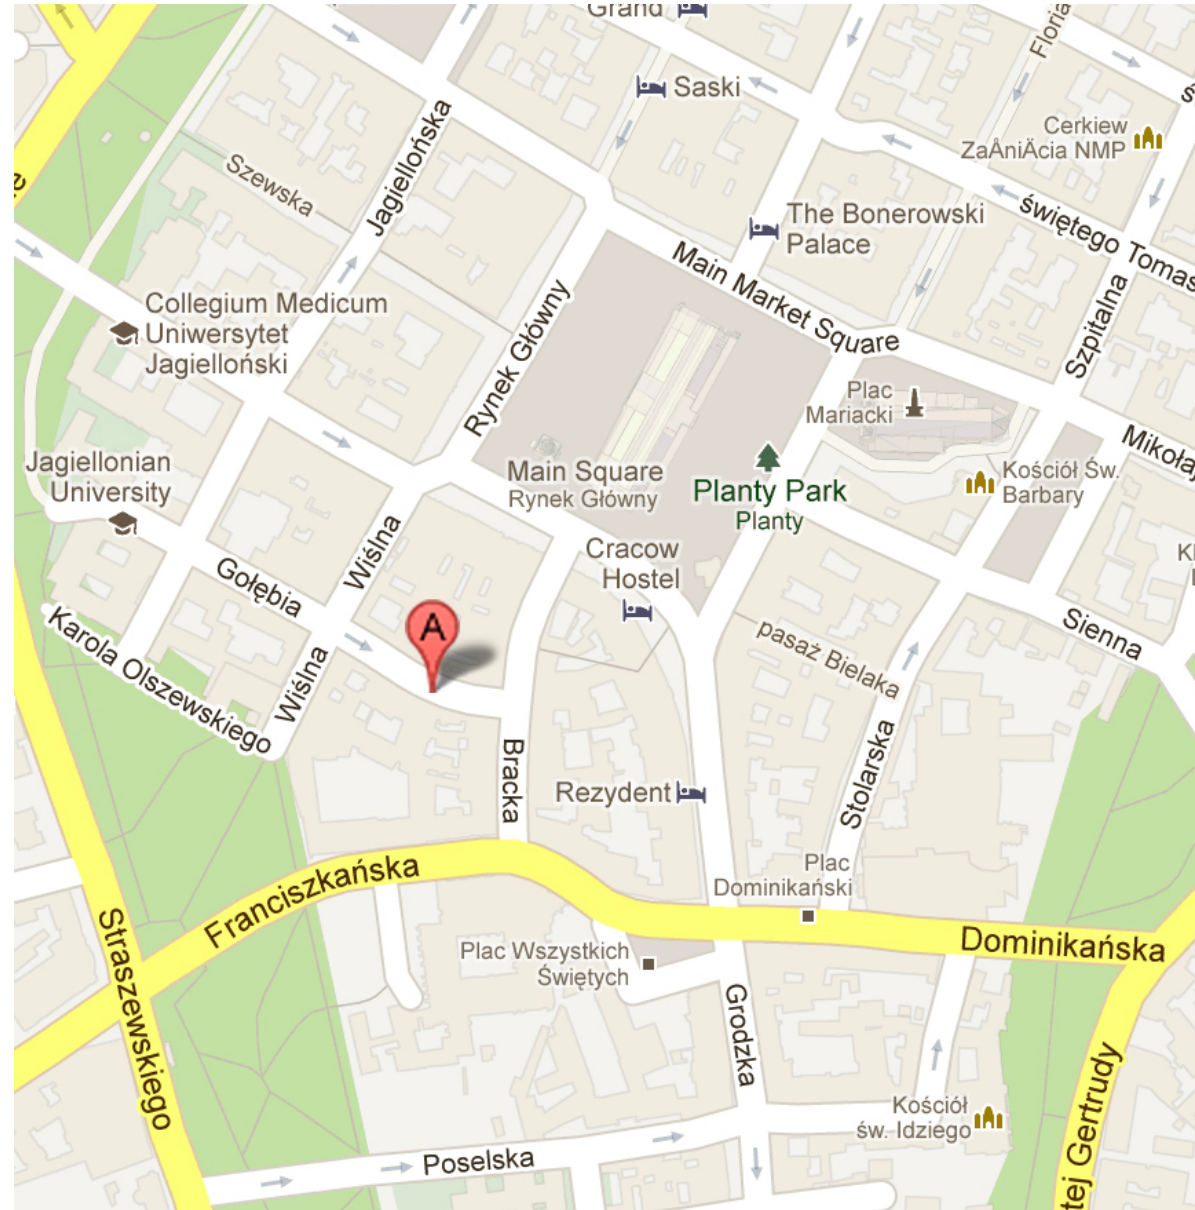 Grand
Saski
Floria
Cerkiew
ZaÅniÄcia NMP
Jagiellońska
Szewska
The Bonerowski
Palace
świętego Tomas
Main Market Square
Szpitalna
Collegium Medicum
Uniwersytet
Jagielloński
Rynek Główny
Plac
Mariacki
Mikołaj
Jagiellonian
University
Main Square
Rynek Główny
Planty Park
Planty
Kościół Św.
Barbary
Wiślna
Cracow
Hostel
Gołębia
Karola Olszewskiego
A
Wiślna
pasaż Bielaka
Sienna
Bracka
Rezydent
Stolarska
Plac
Dominikański
Franciszkańska
Straszewskiego
Plac Wszystkich
Świętych
Dominikańska
Grodzka
Kościół
św. Idziego
tej Gertrudy
Poselska